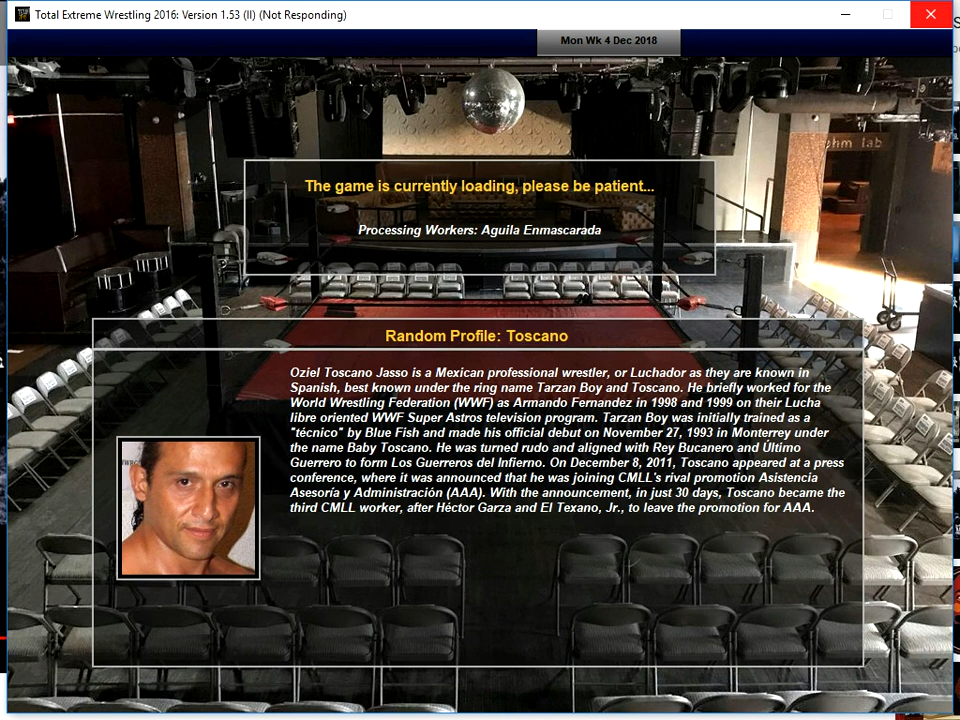 Total Extreme Wrestling 2016: Version 1.53 (II) (Not Responding)
Mon Wk 4 Dec 2018
The game is currently loading, please be patient...
Processing Workers: Aguila Enmascarada
Random Profile: Toscano
Oziel Toscano Jasso is a Mexican professional wrestler, or Luchador as they are known in
Spanish, best known under the ring name Tarzan Boy and Toscano. He briefly worked for the
World Wrestling Federation (WWF) as Armando Fernandez in 1998 and 1999 on their Lucha
libre oriented WWF Super Astros television program. Tarzan Boy was initially trained as a
"técnico" by Blue Fish and made his official debut on November 27, 1993 in Monterrey under
the name Baby Toscano. He was turned rudo and aligned with Rey Bucanero and Último
Guerrero to form Los Guerreros del Infierno. On December 8, 2011, Toscano appeared at a press
conference, where it was announced that he was joining CMLL's rival promotion Asistencia
Asesoría y Administración (AAA). With the announcement, in just 30 days, Toscano became the
third CMLL worker, after Héctor Garza and El Texano, Jr., to leave the promotion for AAA.